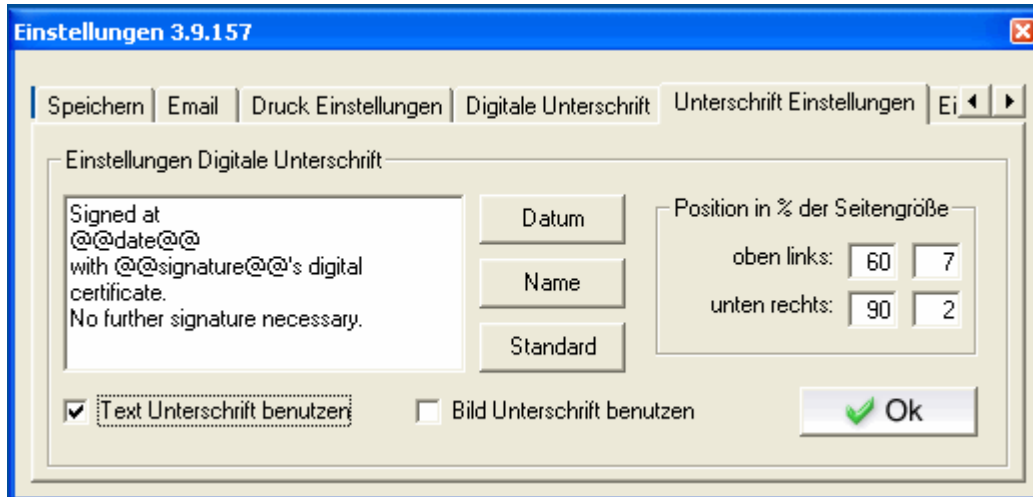 Einstellungen 3.9.157
Speichern Email Druck Einstellungen Digitale Unterschrift Unterschrift Einstellungen Ei
Einstellungen Digitale Unterschrift
Signed at
@@date@@
with @@signature@@'s digital
certificate.
No further signature necessary.
Datum
Name
Standard
Position in % der Seitengröße
oben links: 60 7
unten rechts: 90 2
Text Unterschrift benutzen
Bild Unterschrift benutzen
Ok